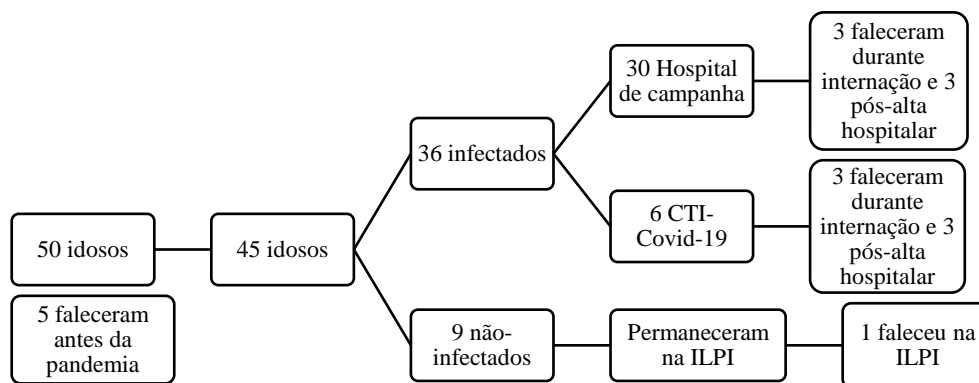 50 idosos
5 faleceram
antes da
pandemia
45 idosos
36 infectados
30 Hospital
de campanha
3 faleceram
durante
internação e 3
pós-alta
hospitalar
6 CTI-
Covid-19
3 faleceram
durante
internação e 3
pós-alta
hospitalar
9 não-
infectados
Permaneceram
na ILPI
1 faleceu na
ILPI